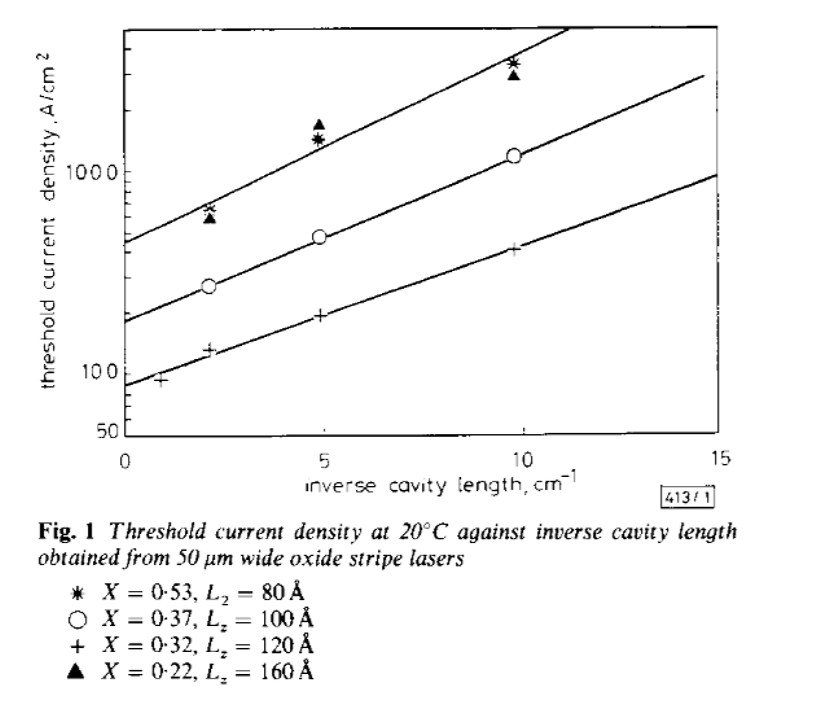 threshold current density, A/cm²
1000
100
50
0
5
10
15
inverse cavity length, cm⁻¹
413/1
Fig. 1 Threshold current density at 20°C against inverse cavity length
obtained from 50 μm wide oxide stripe lasers
* X = 0·53, L₂ = 80 Å
○ X = 0·37, L_z = 100 Å
+ X = 0·32, L_z = 120 Å
▲ X = 0·22, L_z = 160 Å